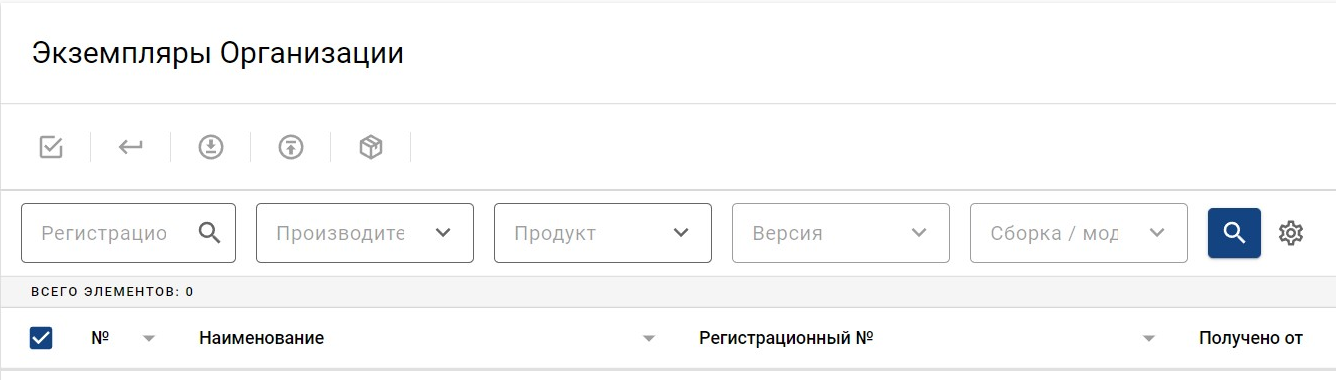 Экземпляры Организации
Регистрацио Производите Продукт Версия Сборка / мод
ВСЕГО ЭЛЕМЕНТОВ: 0
№ Наименование Регистрационный № Получено от